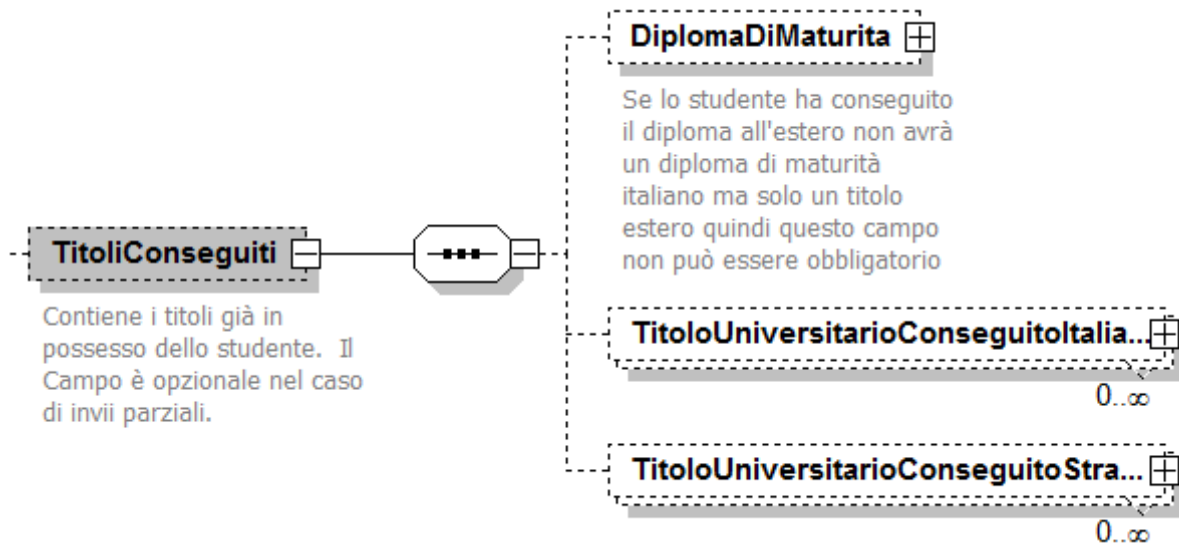 DiplomaDiMaturita
Se lo studente ha conseguito
il diploma all'estero non avrà
un diploma di maturità
italiano ma solo un titolo
estero quindi questo campo
non può essere obbligatorio
TitoliConseguiti
Contiene i titoli già in
possesso dello studente.  Il
Campo è opzionale nel caso
di invii parziali.
TitoloUniversitarioConseguitoItalia...
0..∞
TitoloUniversitarioConseguitoStra...
0..∞